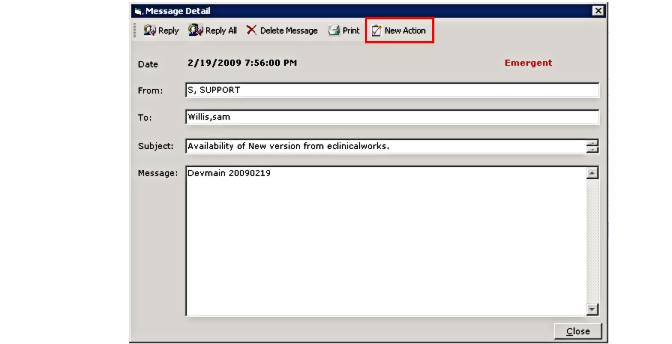 Message Detail
Reply Reply All Delete Message Print New Action
Date 2/19/2009 7:56:00 PM Emergent
From: S, SUPPORT
To: Willis,sam
Subject: Availability of New version from eclinicalworks.
Message: Devmain 20090219
Close